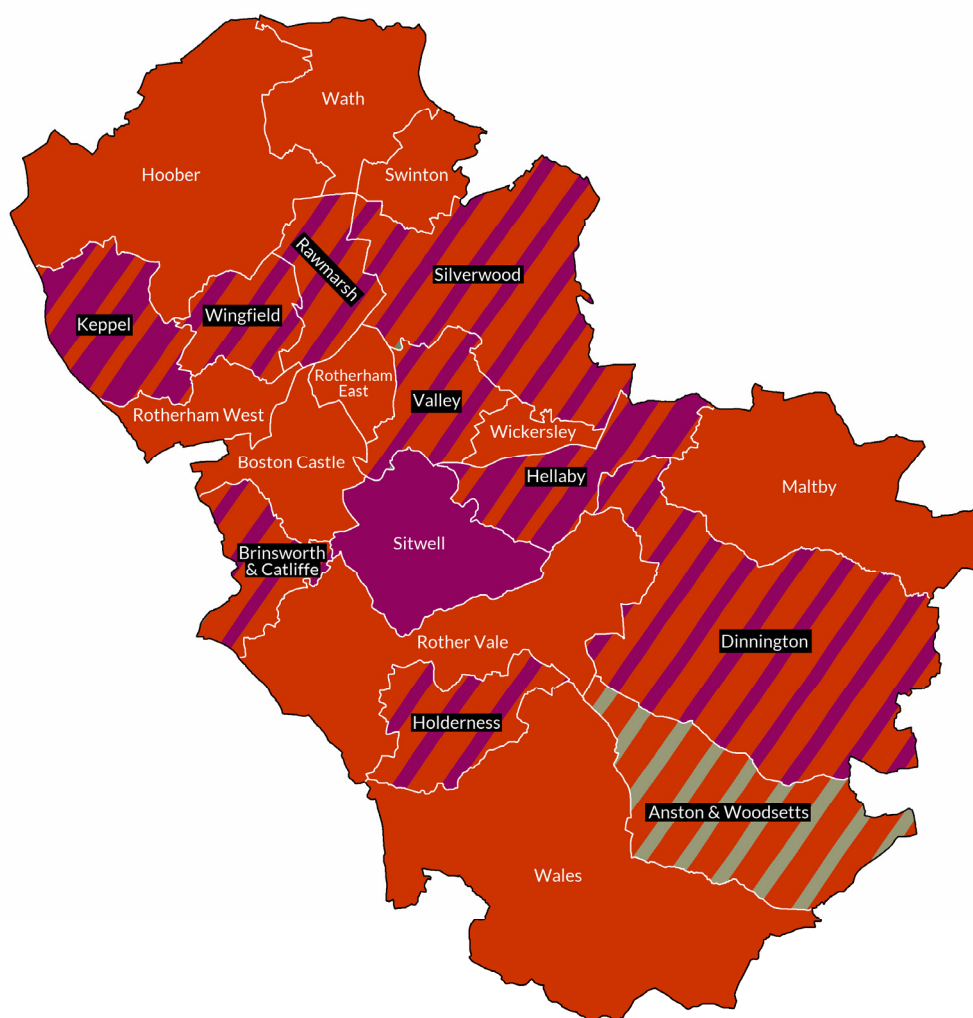 Wath
Hoober
Swinton
Rawmarsh
Silverwood
Keppel
Wingfield
Rotherham
East
Valley
Rotherham West
Wickersley
Boston Castle
Hellaby
Maltby
Sitwell
Brinsworth
& Catliffe
Rother Vale
Dinnington
Holderness
Anston & Woodsetts
Wales